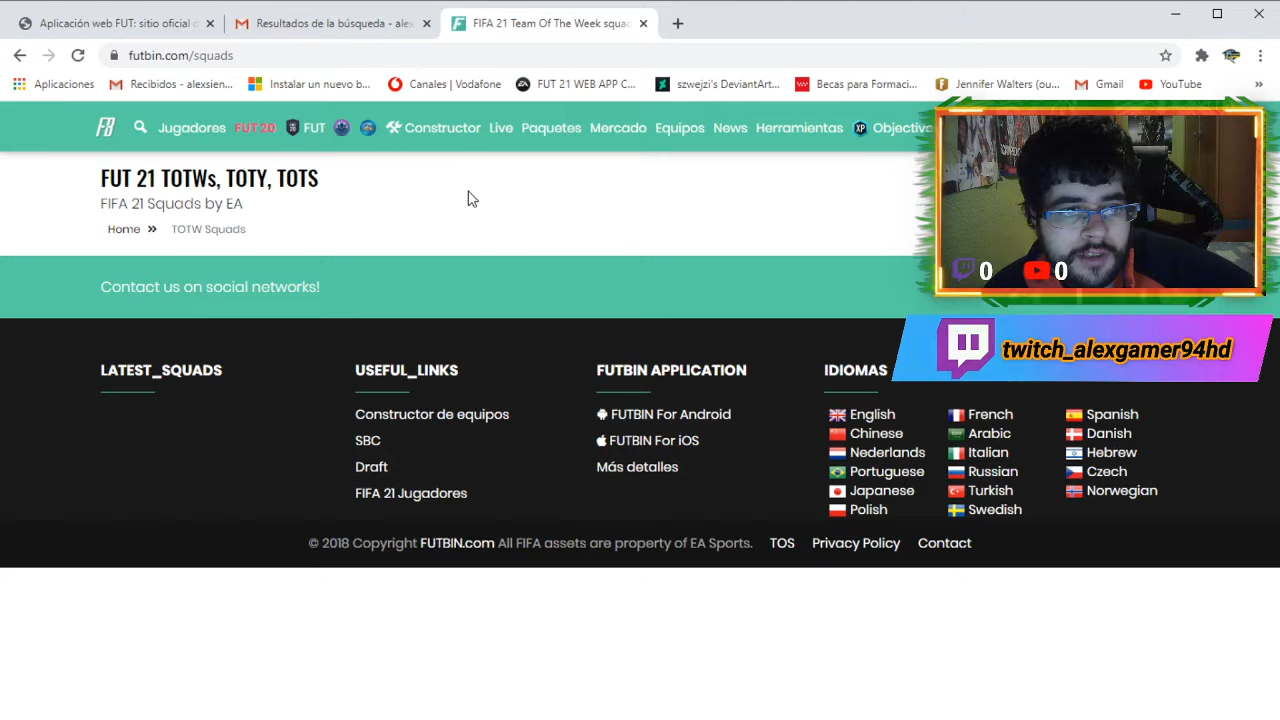 Aplicación web FUT: sitio oficial d
Resultados de la búsqueda - alex
FIFA 21 Team Of The Week squad
futbin.com/squads
Aplicaciones
Recibidos - alexsien...
Instalar un nuevo b...
Canales | Vodafone
FUT 21 WEB APP C...
szwejzi's DeviantArt...
Becas para Formaci...
Jennifer Walters (ou...
Gmail
YouTube
Jugadores FUT 20 FUT Constructor Live Paquetes Mercado Equipos News Herramientas XP Objectiv
FUT 21 TOTWs, TOTY, TOTS
FIFA 21 Squads by EA
Home » TOTW Squads
0 0
Contact us on social networks!
twitch_alexgamer94hd
LATEST_SQUADS
USEFUL_LINKS
Constructor de equipos
SBC
Draft
FIFA 21 Jugadores
FUTBIN APPLICATION
FUTBIN For Android
FUTBIN For iOS
Más detalles
IDIOMAS
English French Spanish
Chinese Arabic Danish
Nederlands Italian Hebrew
Portuguese Russian Czech
Japanese Turkish Norwegian
Polish Swedish
© 2018 Copyright FUTBIN.com All FIFA assets are property of EA Sports. TOS Privacy Policy Contact